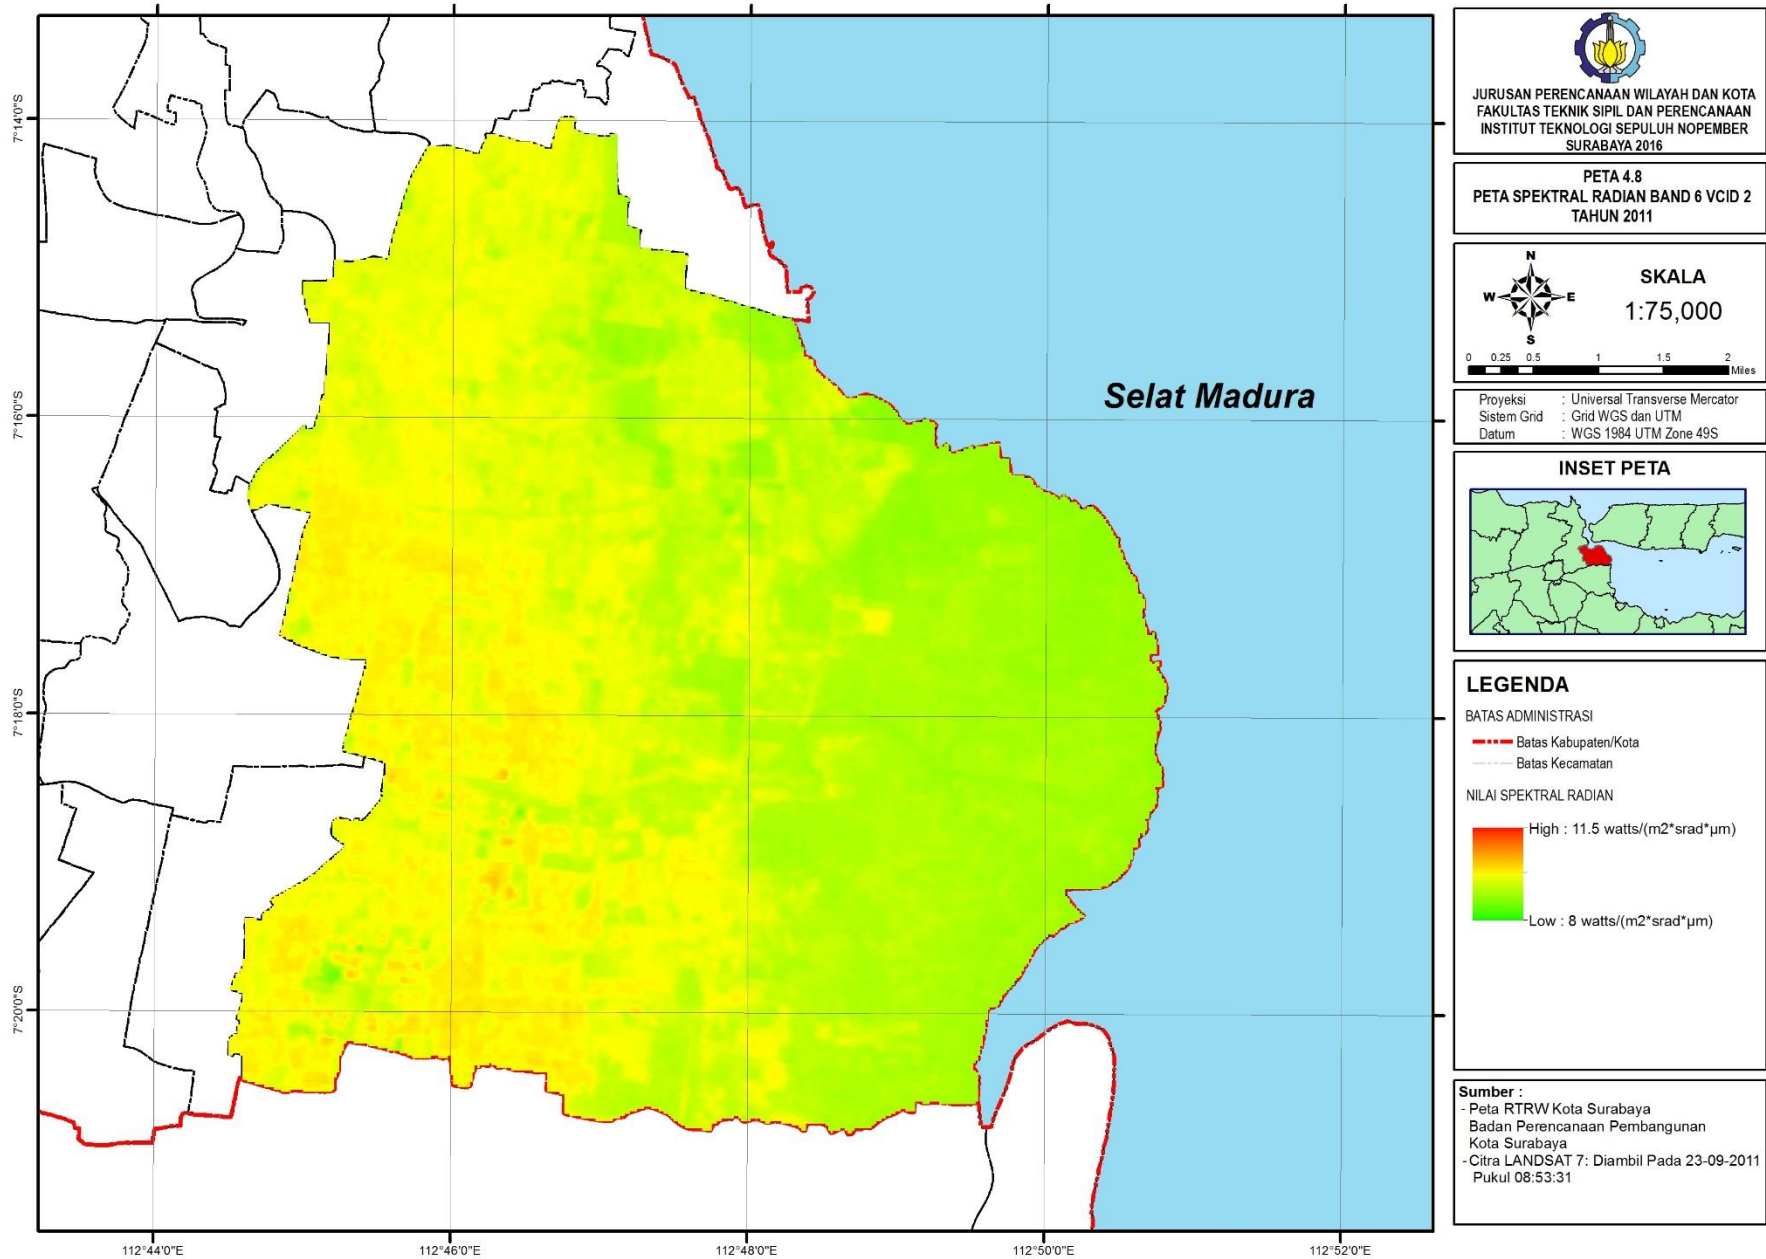 JURUSAN PERENCANAAN WILAYAH DAN KOTA
FAKULTAS TEKNIK SIPIL DAN PERENCANAAN
INSTITUT TEKNOLOGI SEPULUH NOPEMBER
SURABAYA 2016
PETA 4.8
PETA SPEKTRAL RADIAN BAND 6 VCID 2
TAHUN 2011
N
W E
S
SKALA
1:75,000
0 0.25 0.5 1 1.5 2
Miles
Proyeksi : Universal Transverse Mercator
Sistem Grid : Grid WGS dan UTM
Datum : WGS 1984 UTM Zone 49S
INSET PETA
LEGENDA
BATAS ADMINISTRASI
Batas Kabupaten/Kota
Batas Kecamatan
NILAI SPEKTRAL RADIAN
High : 11.5 watts/(m2*srad*µm)
Low : 8 watts/(m2*srad*µm)
Sumber :
- Peta RTRW Kota Surabaya
Badan Perencanaan Pembangunan
Kota Surabaya
- Citra LANDSAT 7: Diambil Pada 23-09-2011
Pukul 08:53:31
Selat Madura
7°14'0"S
7°16'0"S
7°18'0"S
7°20'0"S
112°44'0"E 112°46'0"E 112°48'0"E 112°50'0"E 112°52'0"E